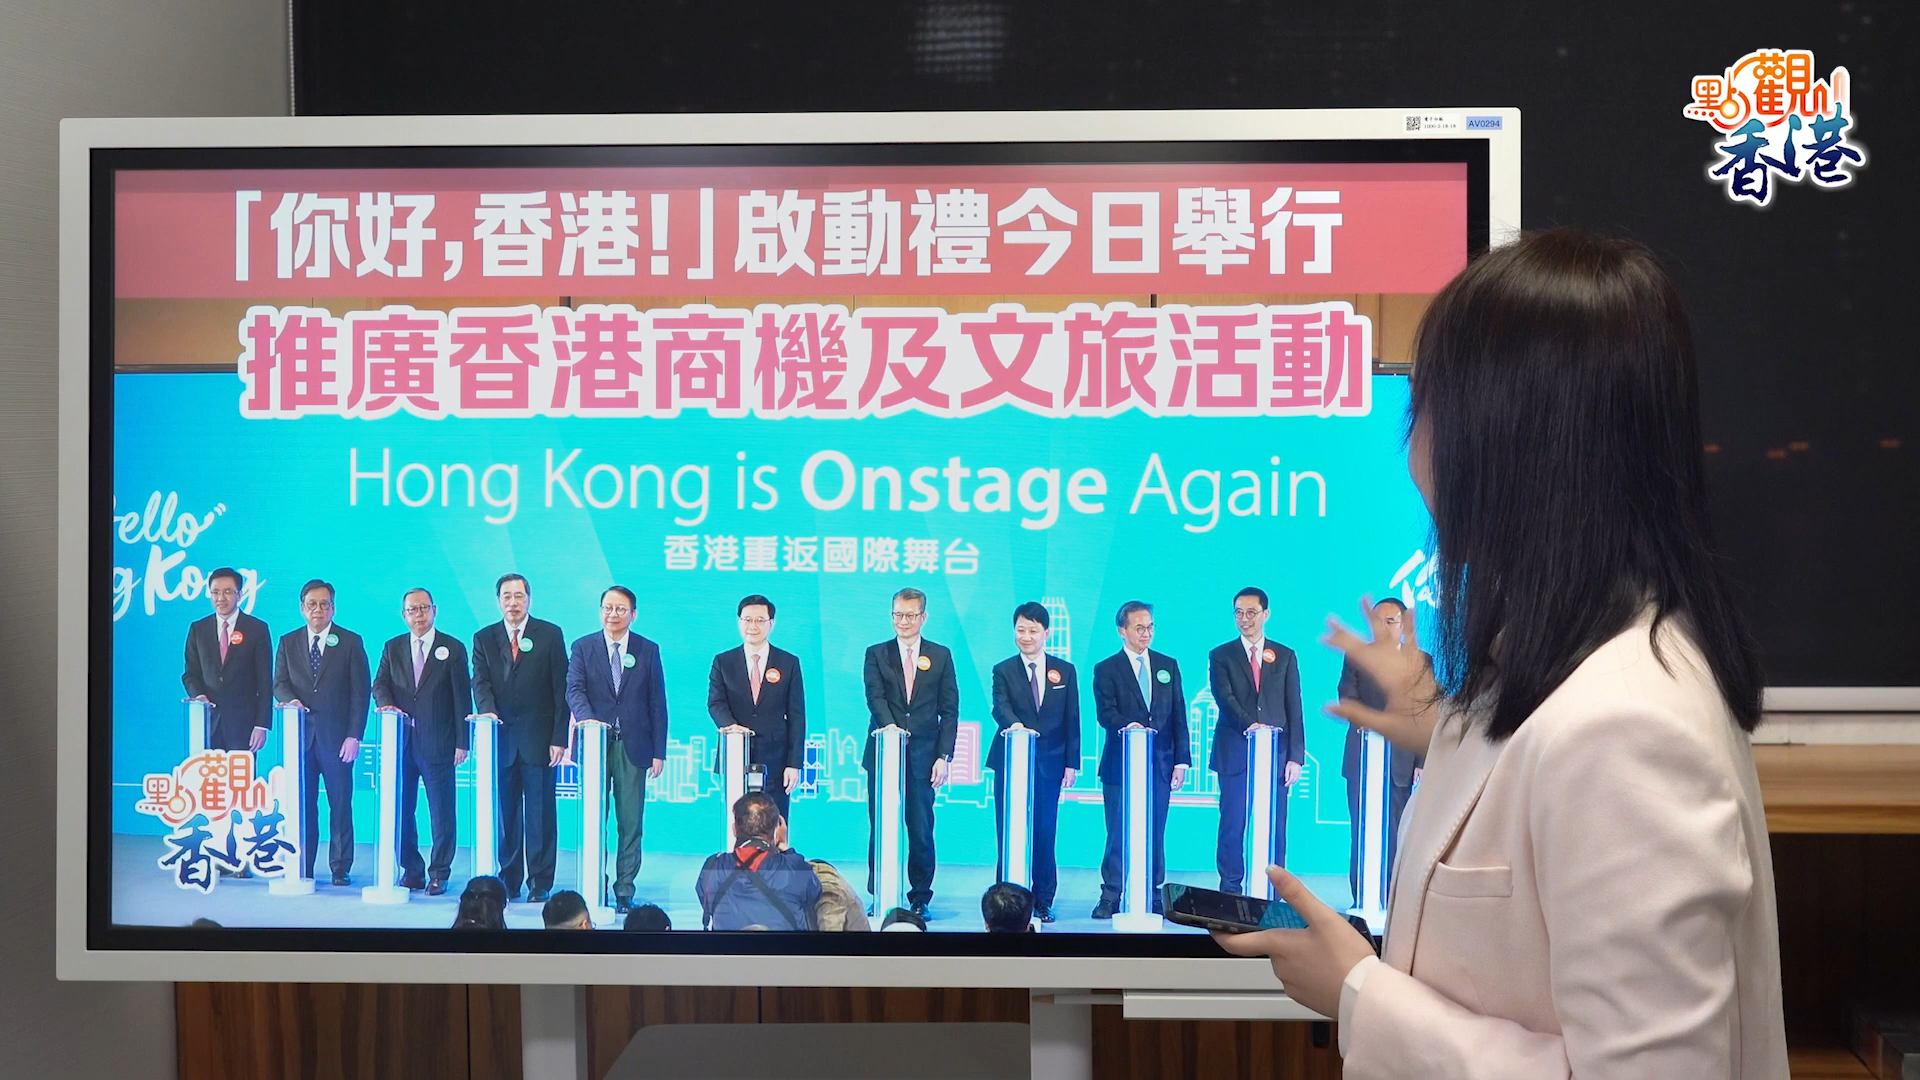 點觀
香港
AV0294
「你好,香港!」啟動禮今日舉行
推廣香港商機及文旅活動
Hong Kong is Onstage Again
香港重返國際舞台
ello"
g Kong
點觀
香港